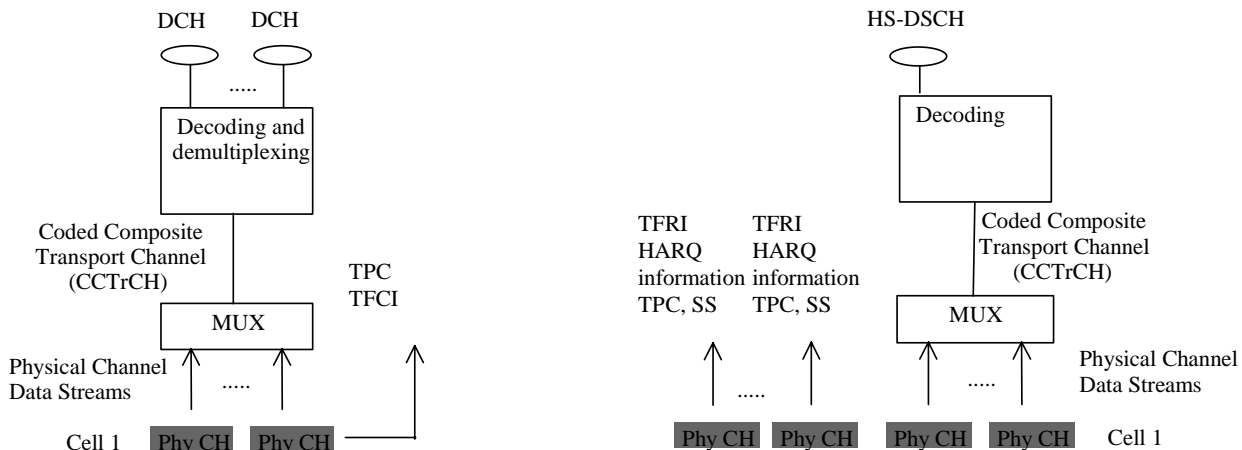 DCH DCH
.....
Decoding and
demultiplexing
Coded Composite
Transport Channel
(CCTrCH)
TPC
TFCI
MUX
Physical Channel
Data Streams
.....
Cell 1 Phy CH Phy CH
HS-DSCH
Decoding
TFRI
HARQ
information
TPC, SS
TFRI
HARQ
information
TPC, SS
Coded Composite
Transport Channel
(CCTrCH)
MUX
Physical Channel
Data Streams
.....
.....
Phy CH Phy CH Phy CH Phy CH Cell 1